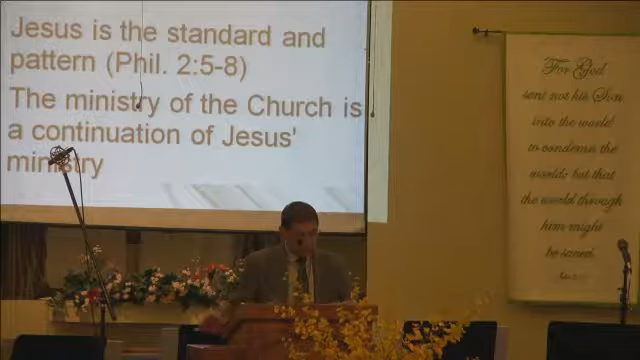 Jesus is the standard and
pattern (Phil. 2:5-8)
The ministry of the Church is
a continuation of Jesus'
ministry
For God
sent not his Son
into the world
to condemn the
world; but that
the world through
him might
be saved.